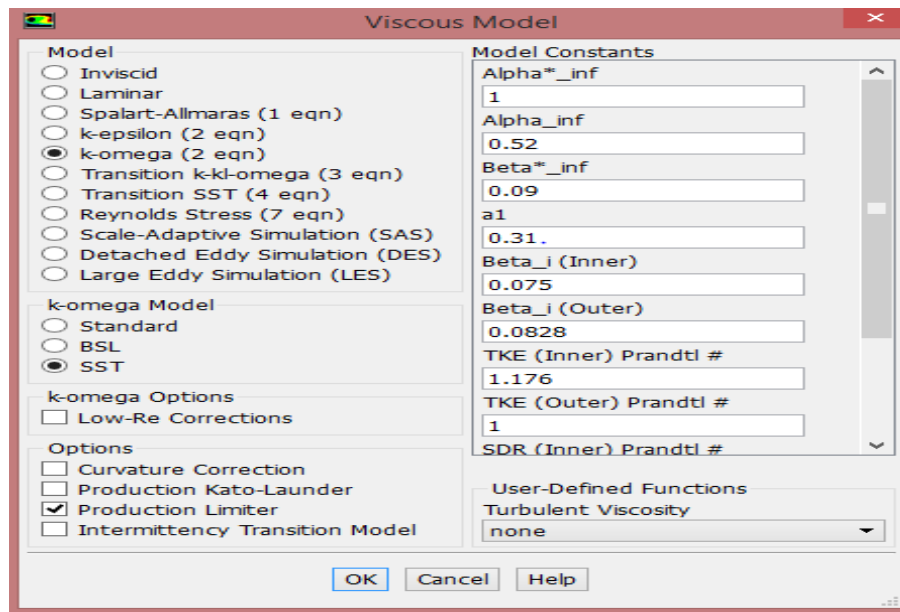 Viscous Model
Model
Inviscid
Laminar
Spalart-Allmaras (1 eqn)
k-epsilon (2 eqn)
k-omega (2 eqn)
Transition k-kl-omega (3 eqn)
Transition SST (4 eqn)
Reynolds Stress (7 eqn)
Scale-Adaptive Simulation (SAS)
Detached Eddy Simulation (DES)
Large Eddy Simulation (LES)
k-omega Model
Standard
BSL
SST
k-omega Options
Low-Re Corrections
Options
Curvature Correction
Production Kato-Launder
Production Limiter
Intermittency Transition Model
Model Constants
Alpha*_inf
1
Alpha_inf
0.52
Beta*_inf
0.09
a1
0.31.
Beta_i (Inner)
0.075
Beta_i (Outer)
0.0828
TKE (Inner) Prandtl #
1.176
TKE (Outer) Prandtl #
1
SDR (Inner) Prandtl #
User-Defined Functions
Turbulent Viscosity
none
OK Cancel Help